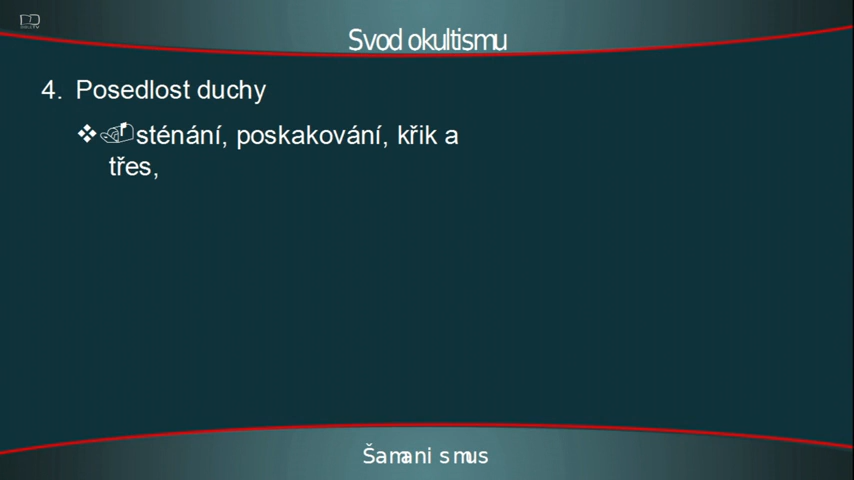 Svod okultismu
4. Posedlost duchy
❖ sténání, poskakování, křik a
třes,
Šamanismus